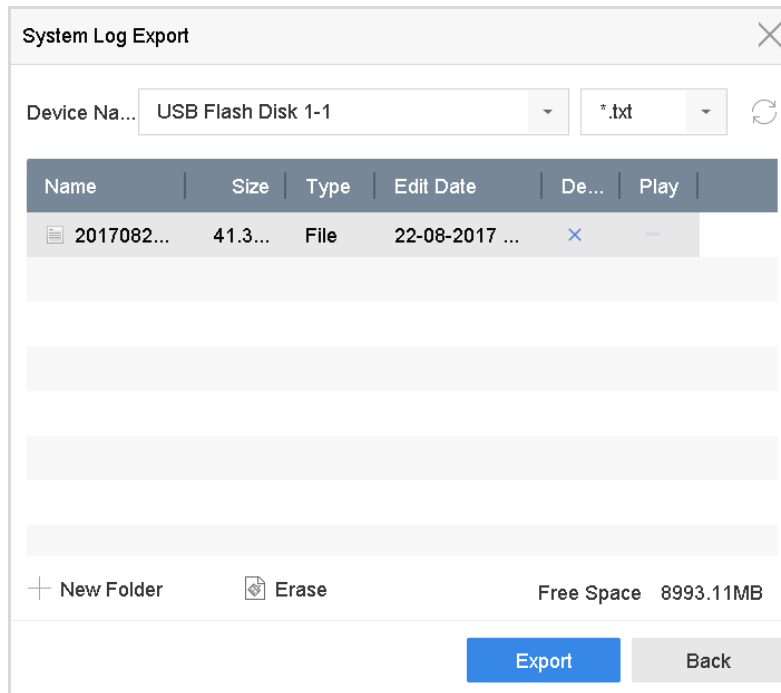 System Log Export
Device Na... USB Flash Disk 1-1 *.txt
Name Size Type Edit Date De... Play
2017082... 41.3... File 22-08-2017 ...
New Folder Erase Free Space 8993.11MB
Export Back